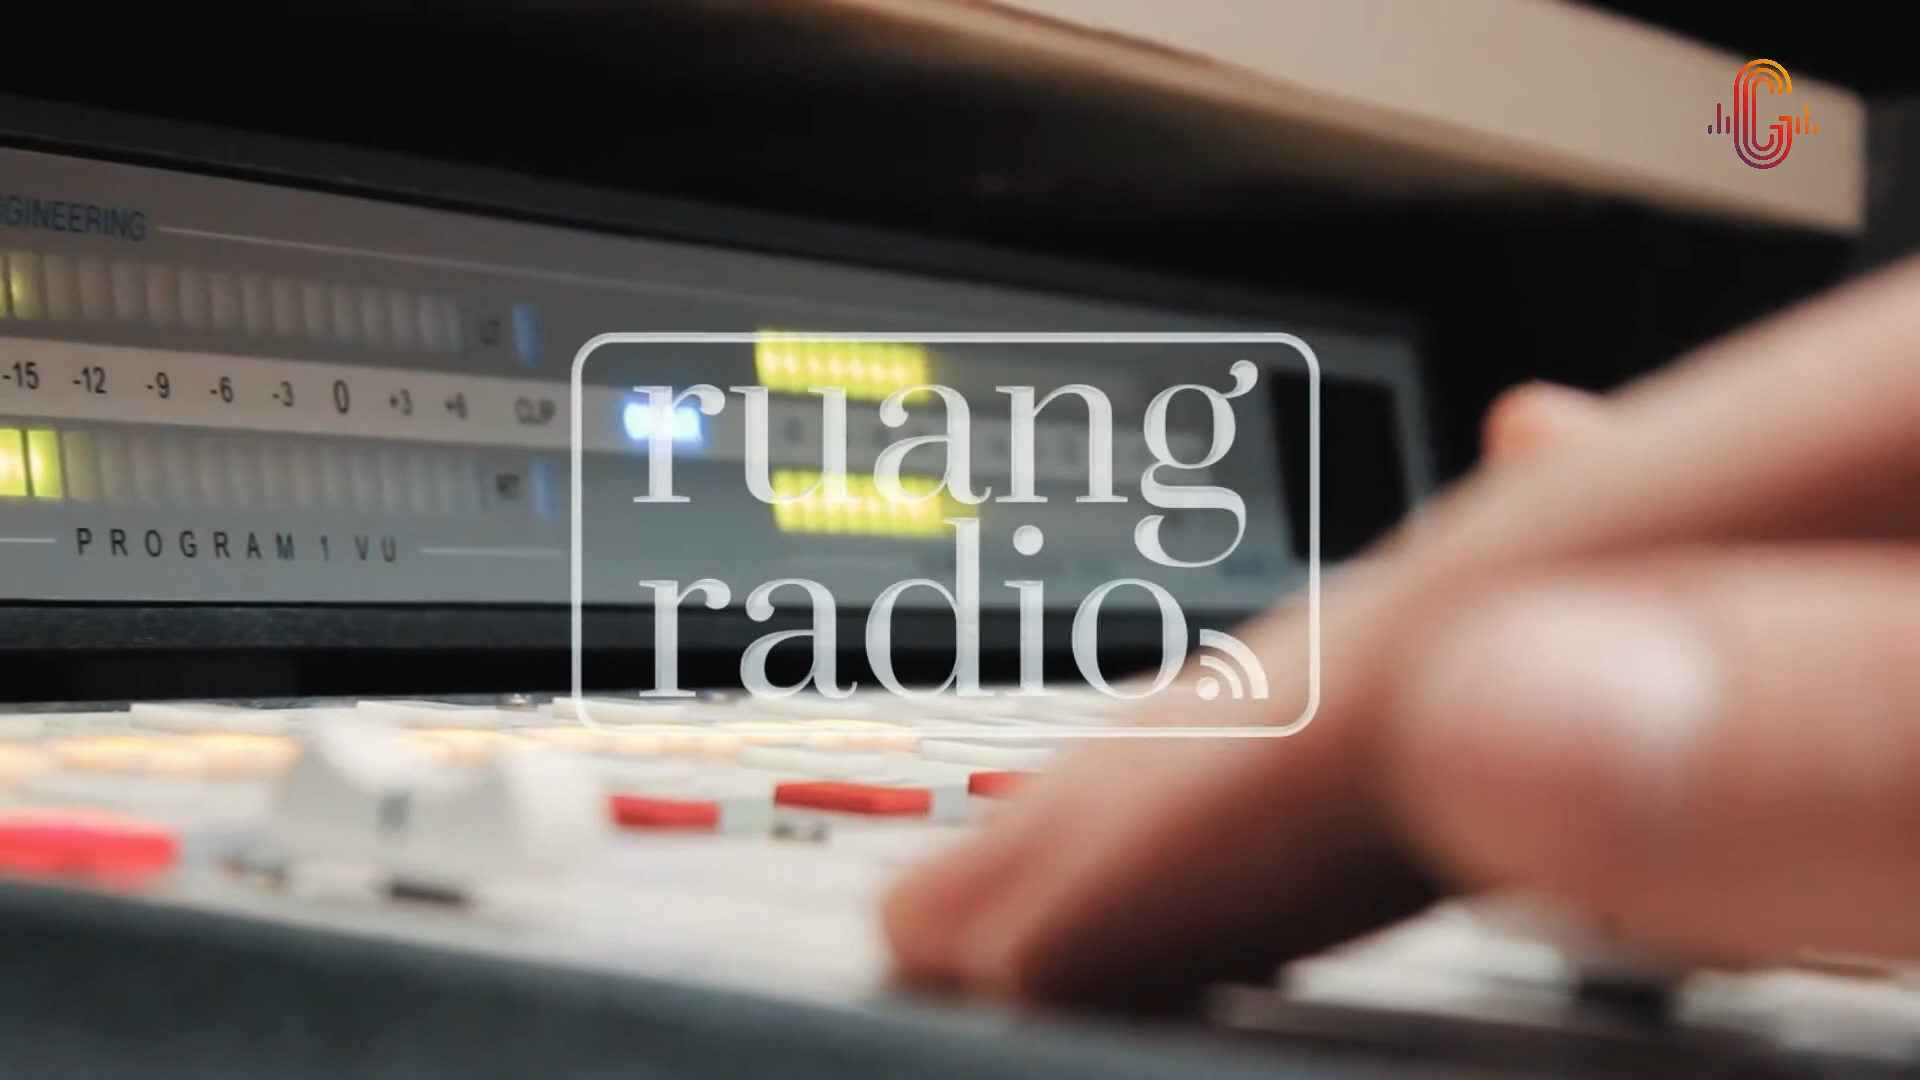 GINEERING
-15 -12 -9 -6 -3 0 +3 +6 CLIP
PROGRAM 1 VU
ruang
radio